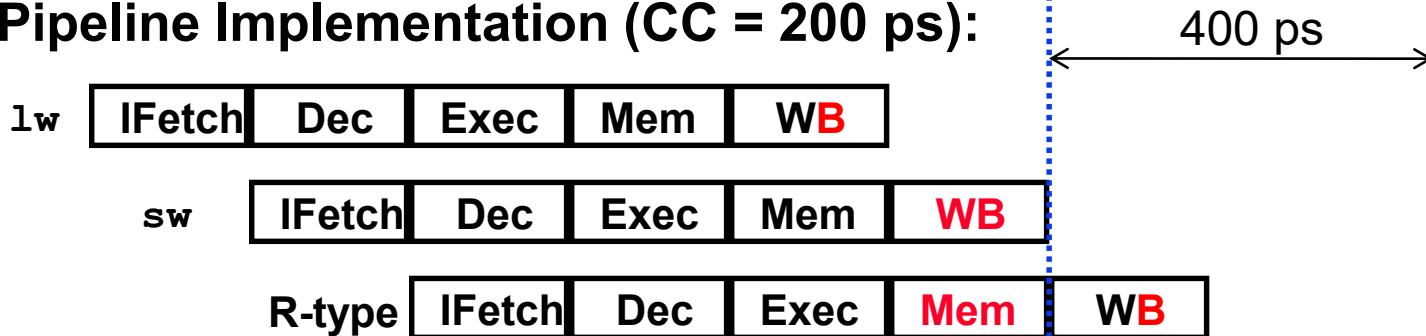 Pipeline Implementation (CC = 200 ps):
400 ps
lw IFetch Dec Exec Mem WB
sw IFetch Dec Exec Mem WB
R-type IFetch Dec Exec Mem WB